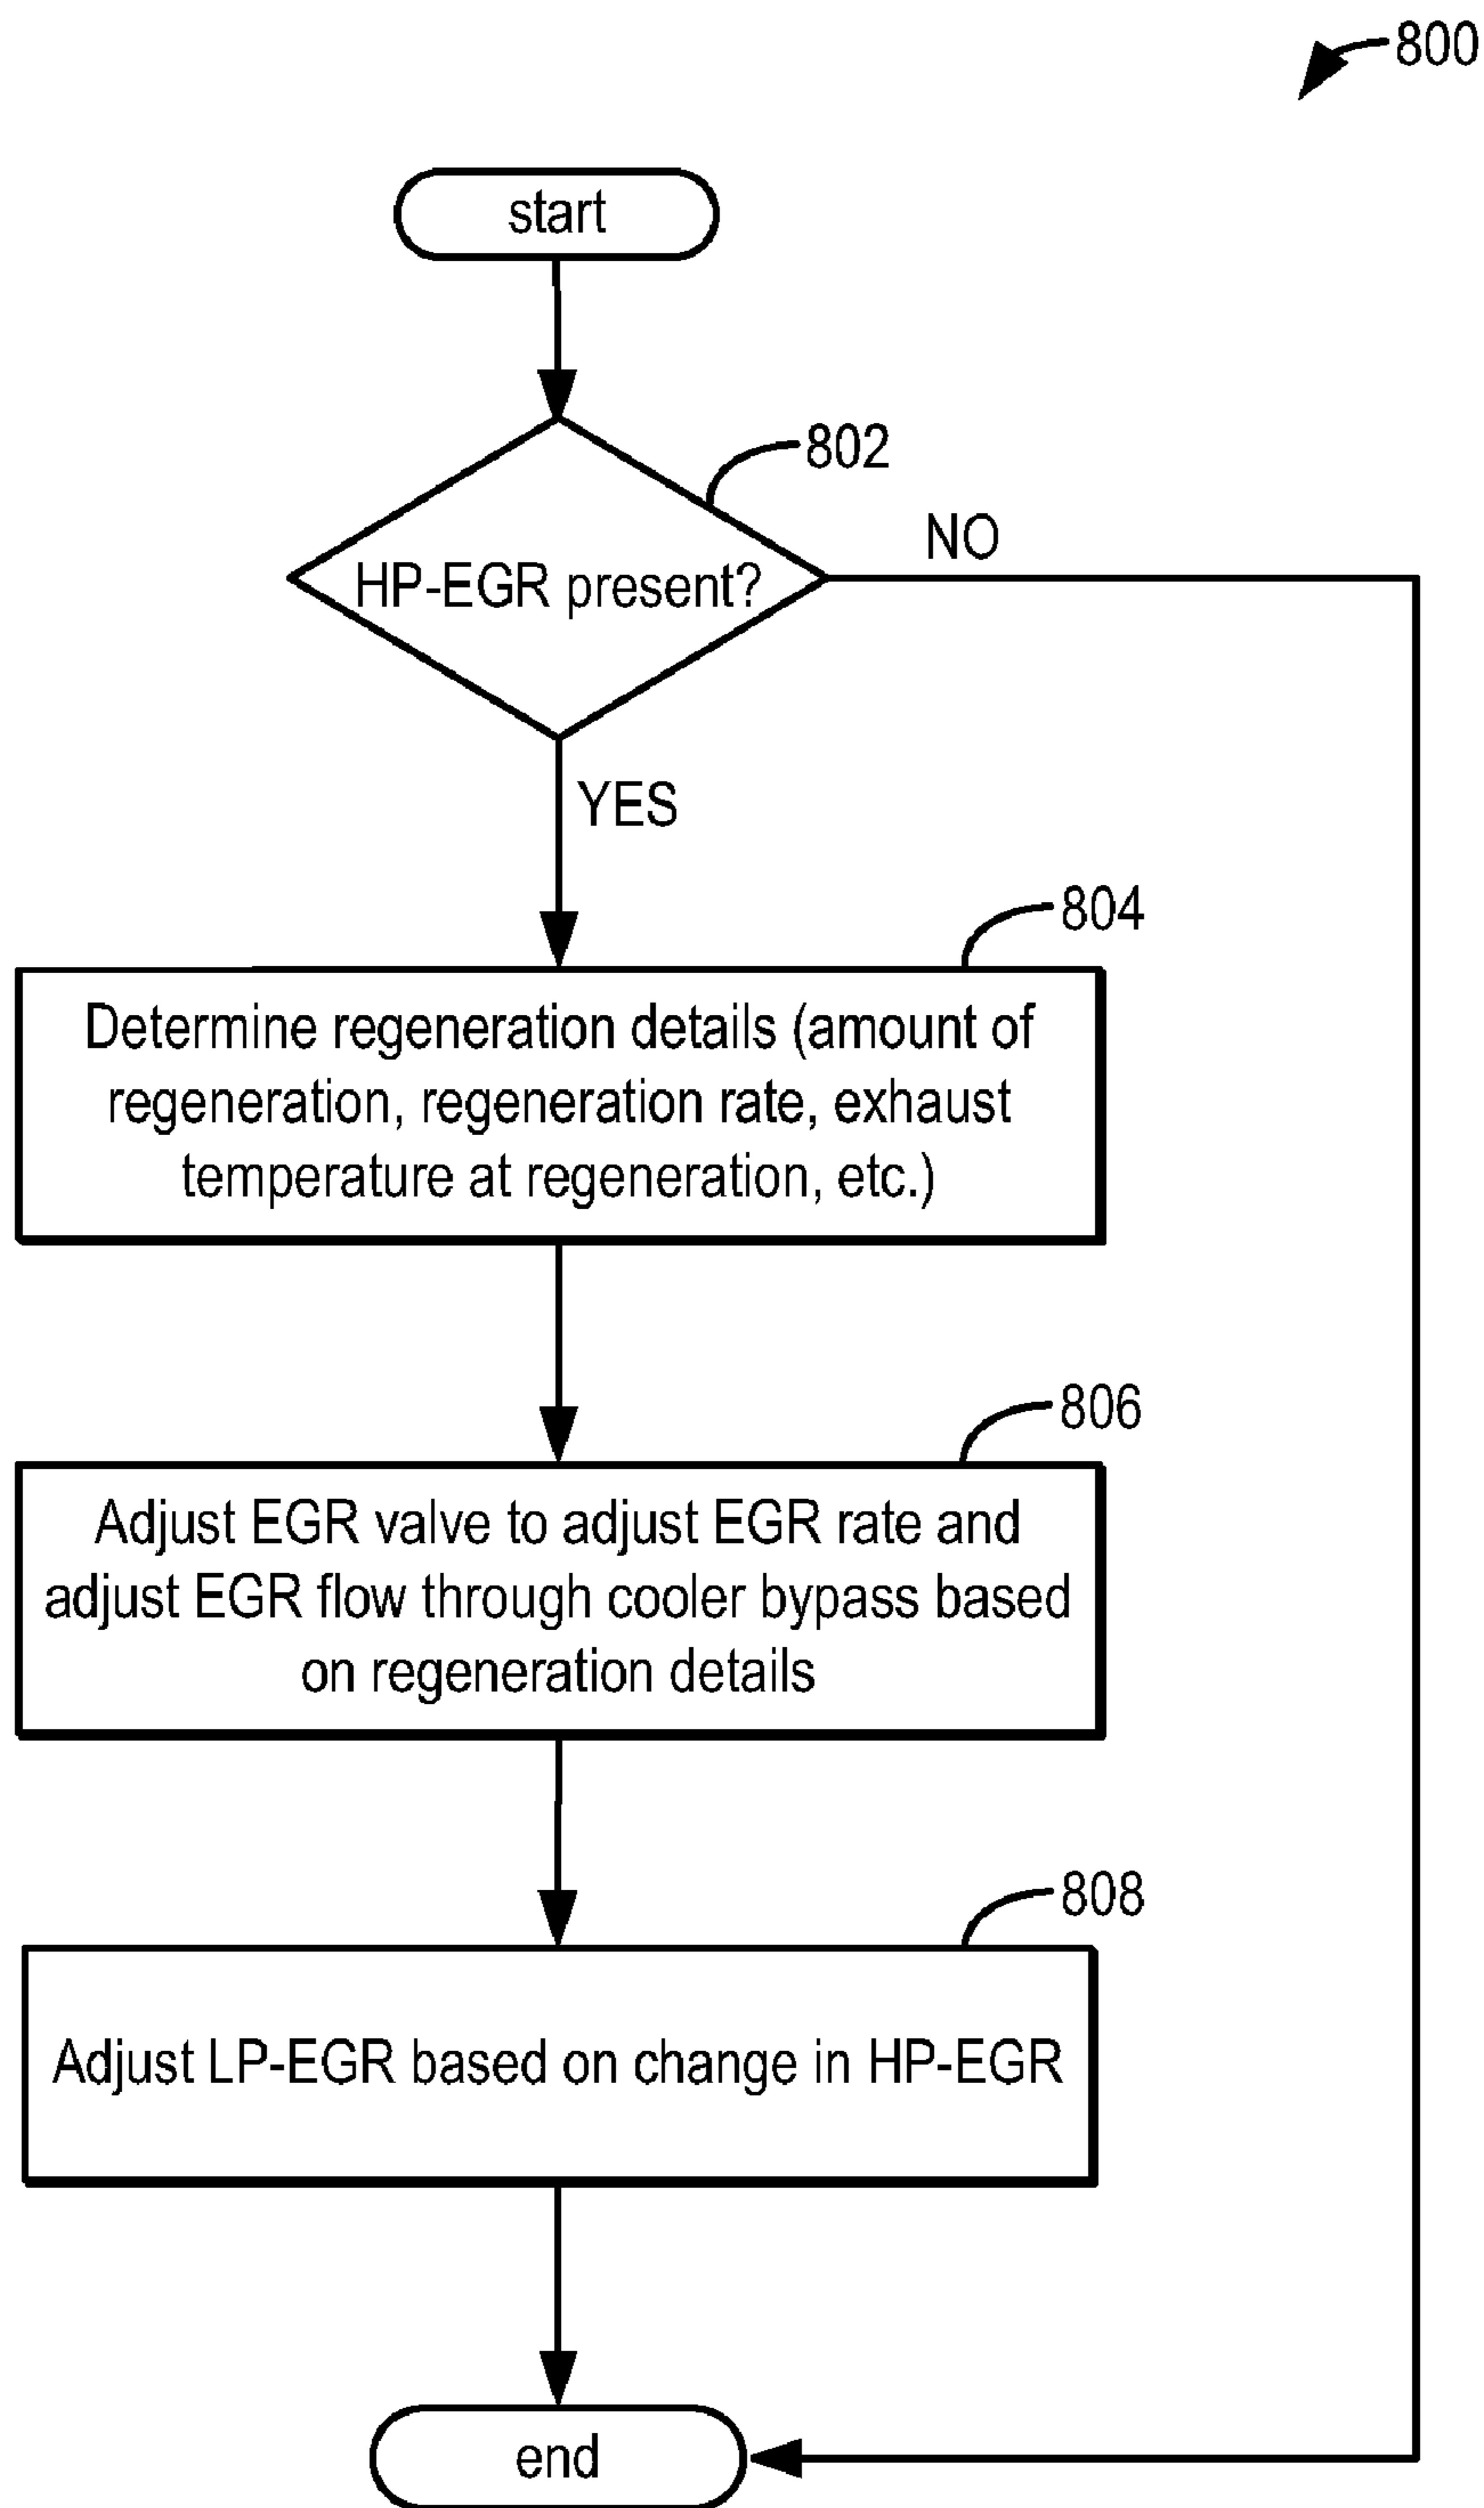 800
start
802
HP-EGR present?
NO
YES
804
Determine regeneration details (amount of
regeneration, regeneration rate, exhaust
temperature at regeneration, etc.)
806
Adjust EGR valve to adjust EGR rate and
adjust EGR flow through cooler bypass based
on regeneration details
808
Adjust LP-EGR based on change in HP-EGR
end